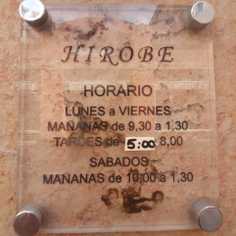 HIROBE
HORARIO
LUNES a VIERNES
MAÑANAS de 9,30 a 1,30
TARDES de 5:00 8,00
SABADOS
MAÑANAS de 10,00 a 1,30